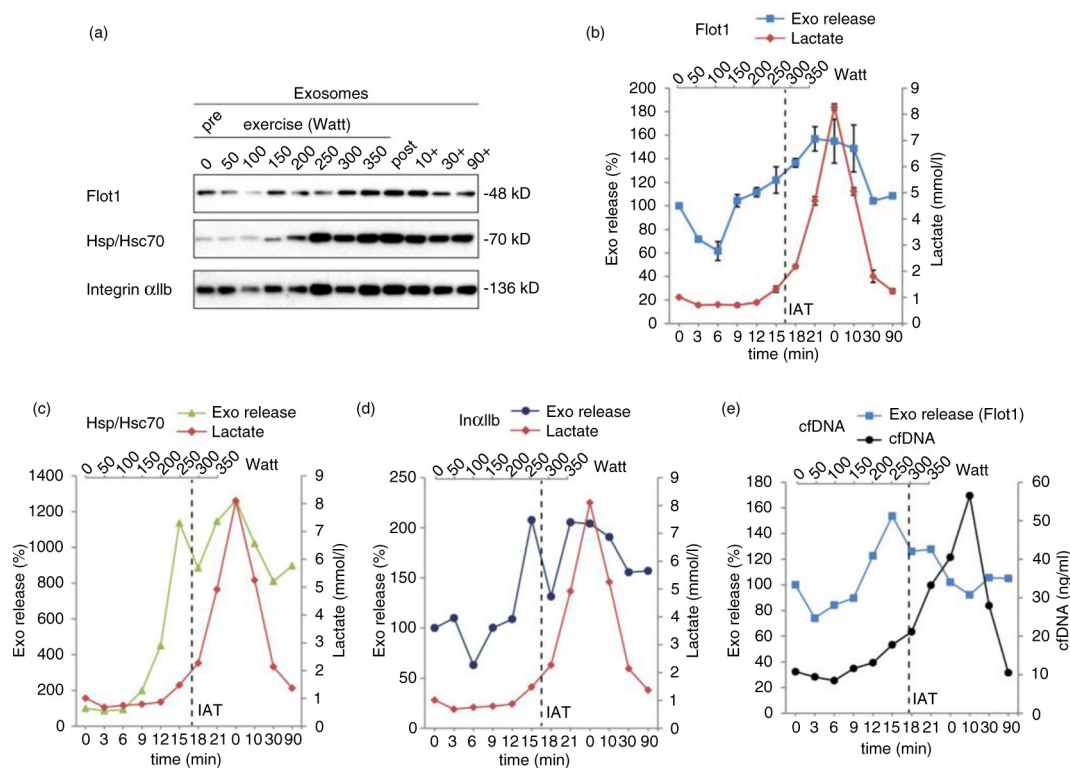 (a)
Exosomes
pre
exercise (Watt)
0 50 100 150 200 250 300 350 post 10+ 30+ 90+
Flot1
-48 kD
Hsp/Hsc70
-70 kD
Integrin αIIb
-136 kD
(b)
Flot1
Exo release
Lactate
0 50 100 150 200 250 300 350 Watt
200 180 160 140 120 100 80 60 40 20 0
Exo release (%)
9 8 7 6 5 4 3 2 1 0
Lactate (mmol/l)
IAT
0 3 6 9 12 15 18 21 0 10 30 90
time (min)
(c)
Hsp/Hsc70
Exo release
Lactate
0 50 100 150 200 250 300 350 Watt
1400 1200 1000 800 600 400 200 0
Exo release (%)
9 8 7 6 5 4 3 2 1 0
Lactate (mmol/l)
IAT
0 3 6 9 12 15 18 21 0 10 30 90
time (min)
(d)
InαIIb
Exo release
Lactate
0 50 100 150 200 250 300 350 Watt
250 200 150 100 50 0
Exo release (%)
9 8 7 6 5 4 3 2 1 0
Lactate (mmol/l)
IAT
0 3 6 9 12 15 18 21 0 10 30 90
time (min)
(e)
cfDNA
Exo release (Flot1)
cfDNA
0 50 100 150 200 250 300 350 Watt
180 160 140 120 100 80 60 40 20 0
Exo release (%)
60 50 40 30 20 10 0
cfDNA (ng/ml)
IAT
0 3 6 9 12 15 18 21 0 10 30 90
time (min)